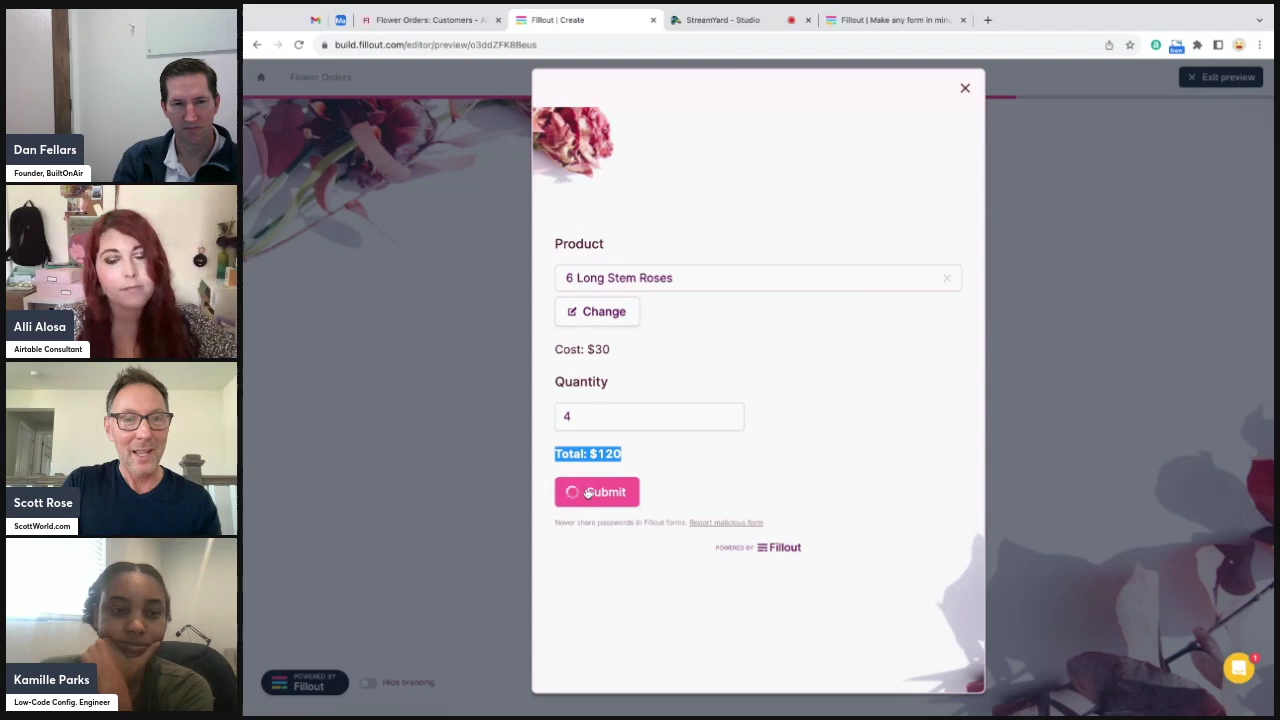 Dan Fellars
Founder, BuiltOnAir
Alli Alosa
Airtable Consultant
Scott Rose
ScottWorld.com
Kamille Parks
Low-Code Config. Engineer
Flower Orders: Customers - A
Fillout | Create
StreamYard - Studio
Fillout | Make any form in minu
build.fillout.com/editor/preview/o3ddZFKBBeus
New
Flower Orders
Exit preview
Product
6 Long Stem Roses
Change
Cost: $30
Quantity
4
Total: $120
Submit
Never share passwords in Fillout forms. Report malicious form
POWERED BY Fillout
POWERED BY
Fillout
Hide branding
1